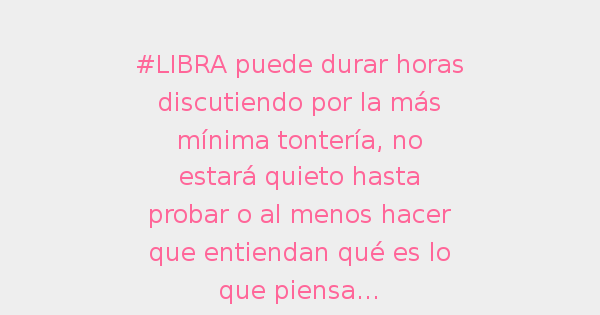 #LIBRA puede durar horas
discutiendo por la más
mínima tontería, no
estará quieto hasta
probar o al menos hacer
que entiendan qué es lo
que piensa...